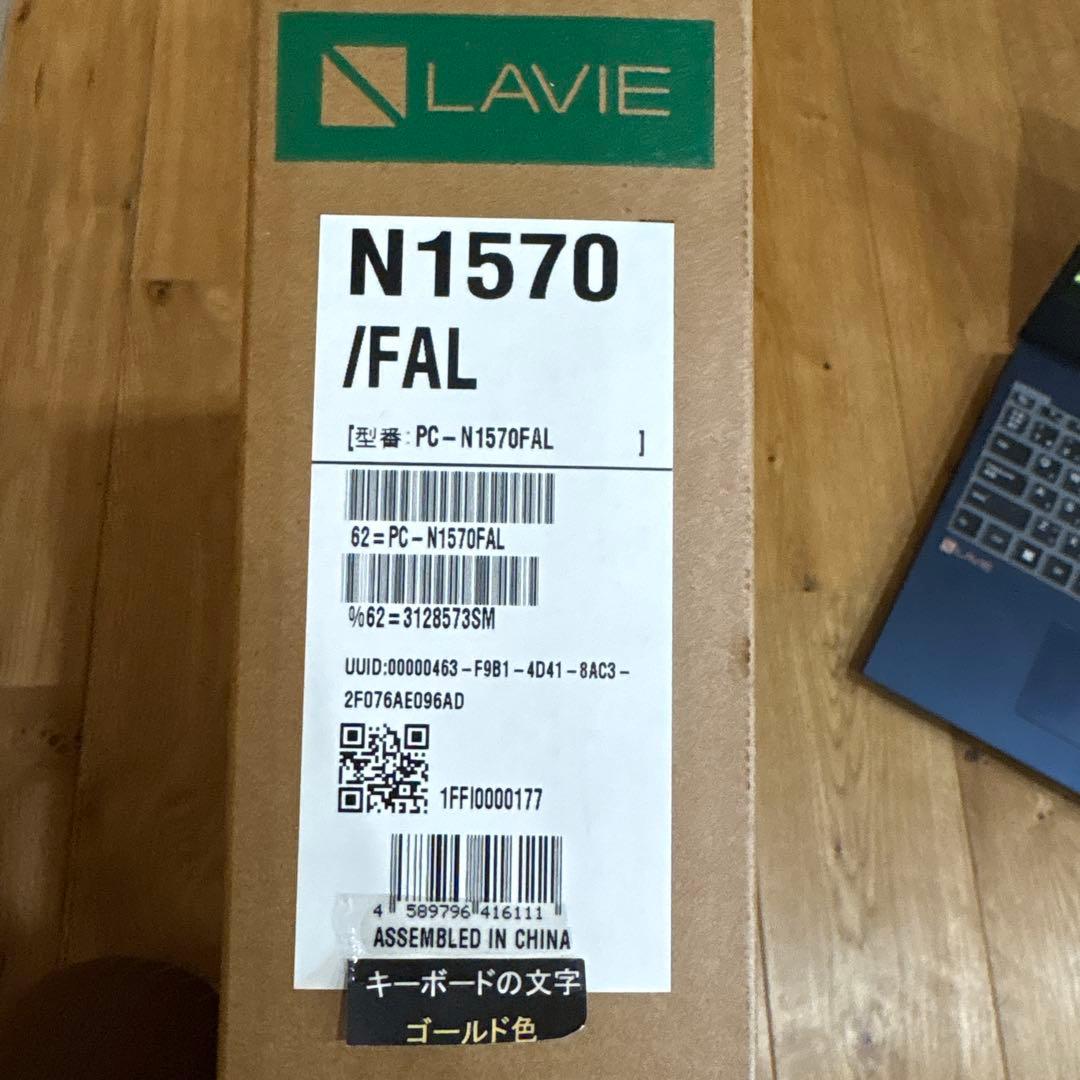 LAVIE
N1570
/FAL
[型番:PC-N1570FAL ]
62=PC-N1570FAL
%62=3128573SM
UUID:00000463-F9B1-4D41-8AC3-
2F076AE096AD
1FFI0000177
4 589796 416111
ASSEMBLED IN CHINA
キーボードの文字
ゴールド色
LAVIE